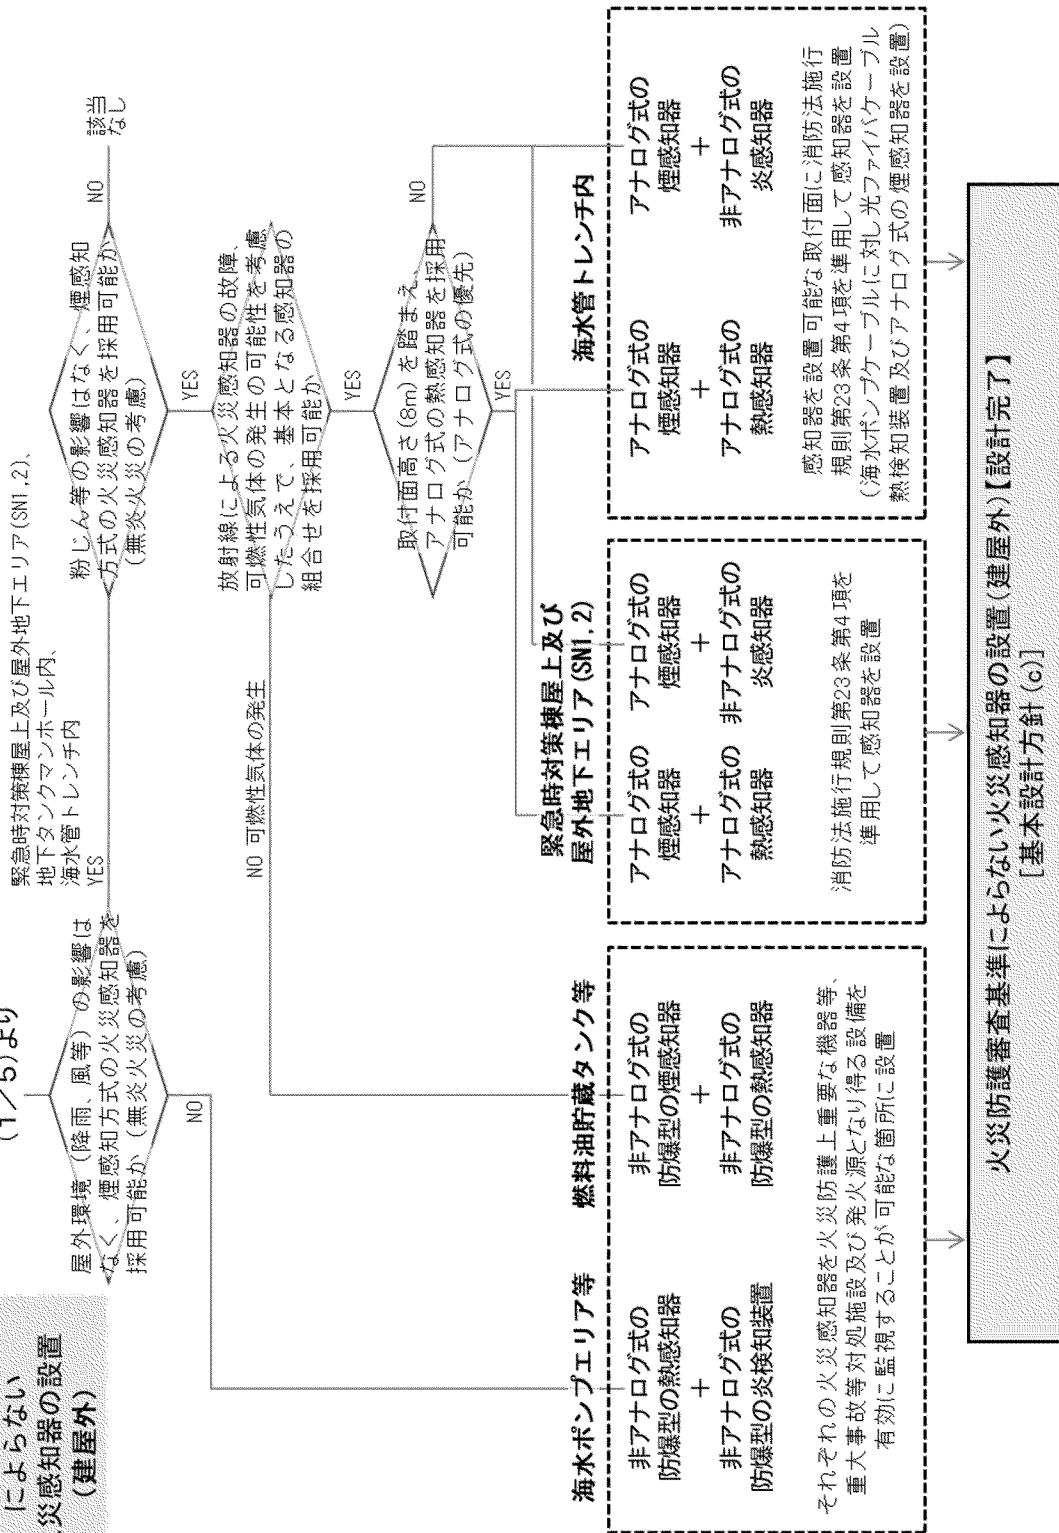 によらない
災感知器の設置
(建屋外)
(1/5)より
屋外環境（降雨、風等）の影響は
なく、煙感知方式の火災感知器を
採用可能か（無炎火災の考慮）
NO
緊急時対策棟屋上及び屋外地下エリア(SN1,2)、
地下タンクマンホール内、
海水管トレンチ内
YES
粉じん等の影響はなく、煙感知
方式の火災感知器を採用可能か
（無炎火災の考慮）
NO
該当
なし
YES
放射線による火災感知器の故障、
可燃性気体の発生の可能性を考慮
したうえで、基本となる感知器の
組合せを採用可能か
NO 可燃性気体の発生
YES
取付面高さ(8m)を踏まえ、
アナログ式の熱感知器を採用
可能か（アナログ式の優先）
NO
YES
海水ポンプエリア等
非アナログ式の
防爆型の熱感知器
＋
非アナログ式の
防爆型の炎検知装置
燃料油貯蔵タンク等
非アナログ式の
防爆型の煙感知器
＋
非アナログ式の
防爆型の熱感知器
それぞれの火災感知器を火災防護上重要な機器等、
重大事故等対処施設及び発火源となり得る設備を
有効に監視することが可能な箇所に設置
緊急時対策棟屋上及び
屋外地下エリア(SN1,2)
アナログ式の
煙感知器
＋
アナログ式の
熱感知器
アナログ式の
煙感知器
＋
非アナログ式の
炎感知器
消防法施行規則第23条第4項を
準用して感知器を設置
海水管トレンチ内
アナログ式の
煙感知器
＋
アナログ式の
熱感知器
アナログ式の
煙感知器
＋
非アナログ式の
炎感知器
感知器を設置可能な取付面に消防法施行
規則第23条第4項を準用して感知器を設置
（海水ポンプケーブルに対し光ファイバケーブル
熱検知装置及びアナログ式の煙感知器を設置）
火災防護審査基準によらない火災感知器の設置(建屋外)【設計完了】
[基本設計方針(c)]